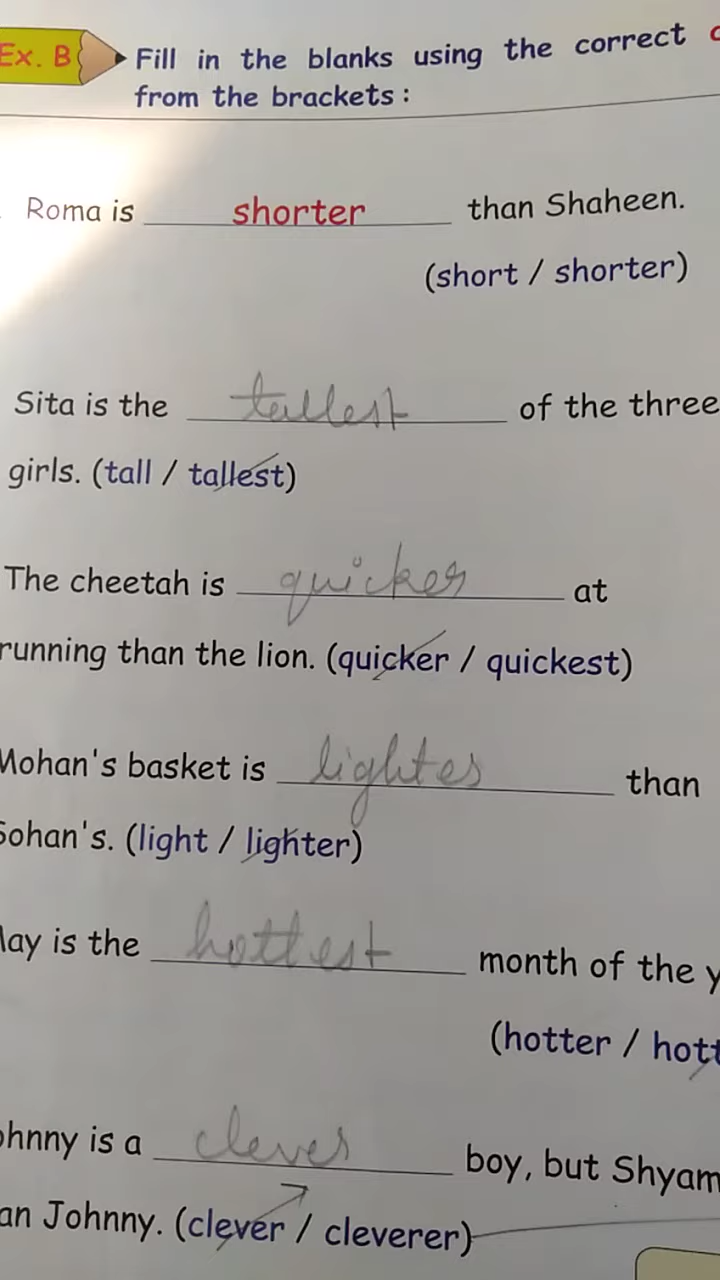 Ex. B Fill in the blanks using the correct
from the brackets :
Roma is shorter than Shaheen.
(short / shorter)
Sita is the tallest of the three
girls. (tall / tallest)
The cheetah is quicker at
running than the lion. (quicker / quickest)
Mohan's basket is lighter than
Sohan's. (light / lighter)
is the hottest month of the
(hotter /
is a clever boy, but Shyam
Johnny. (clever / cleverer)